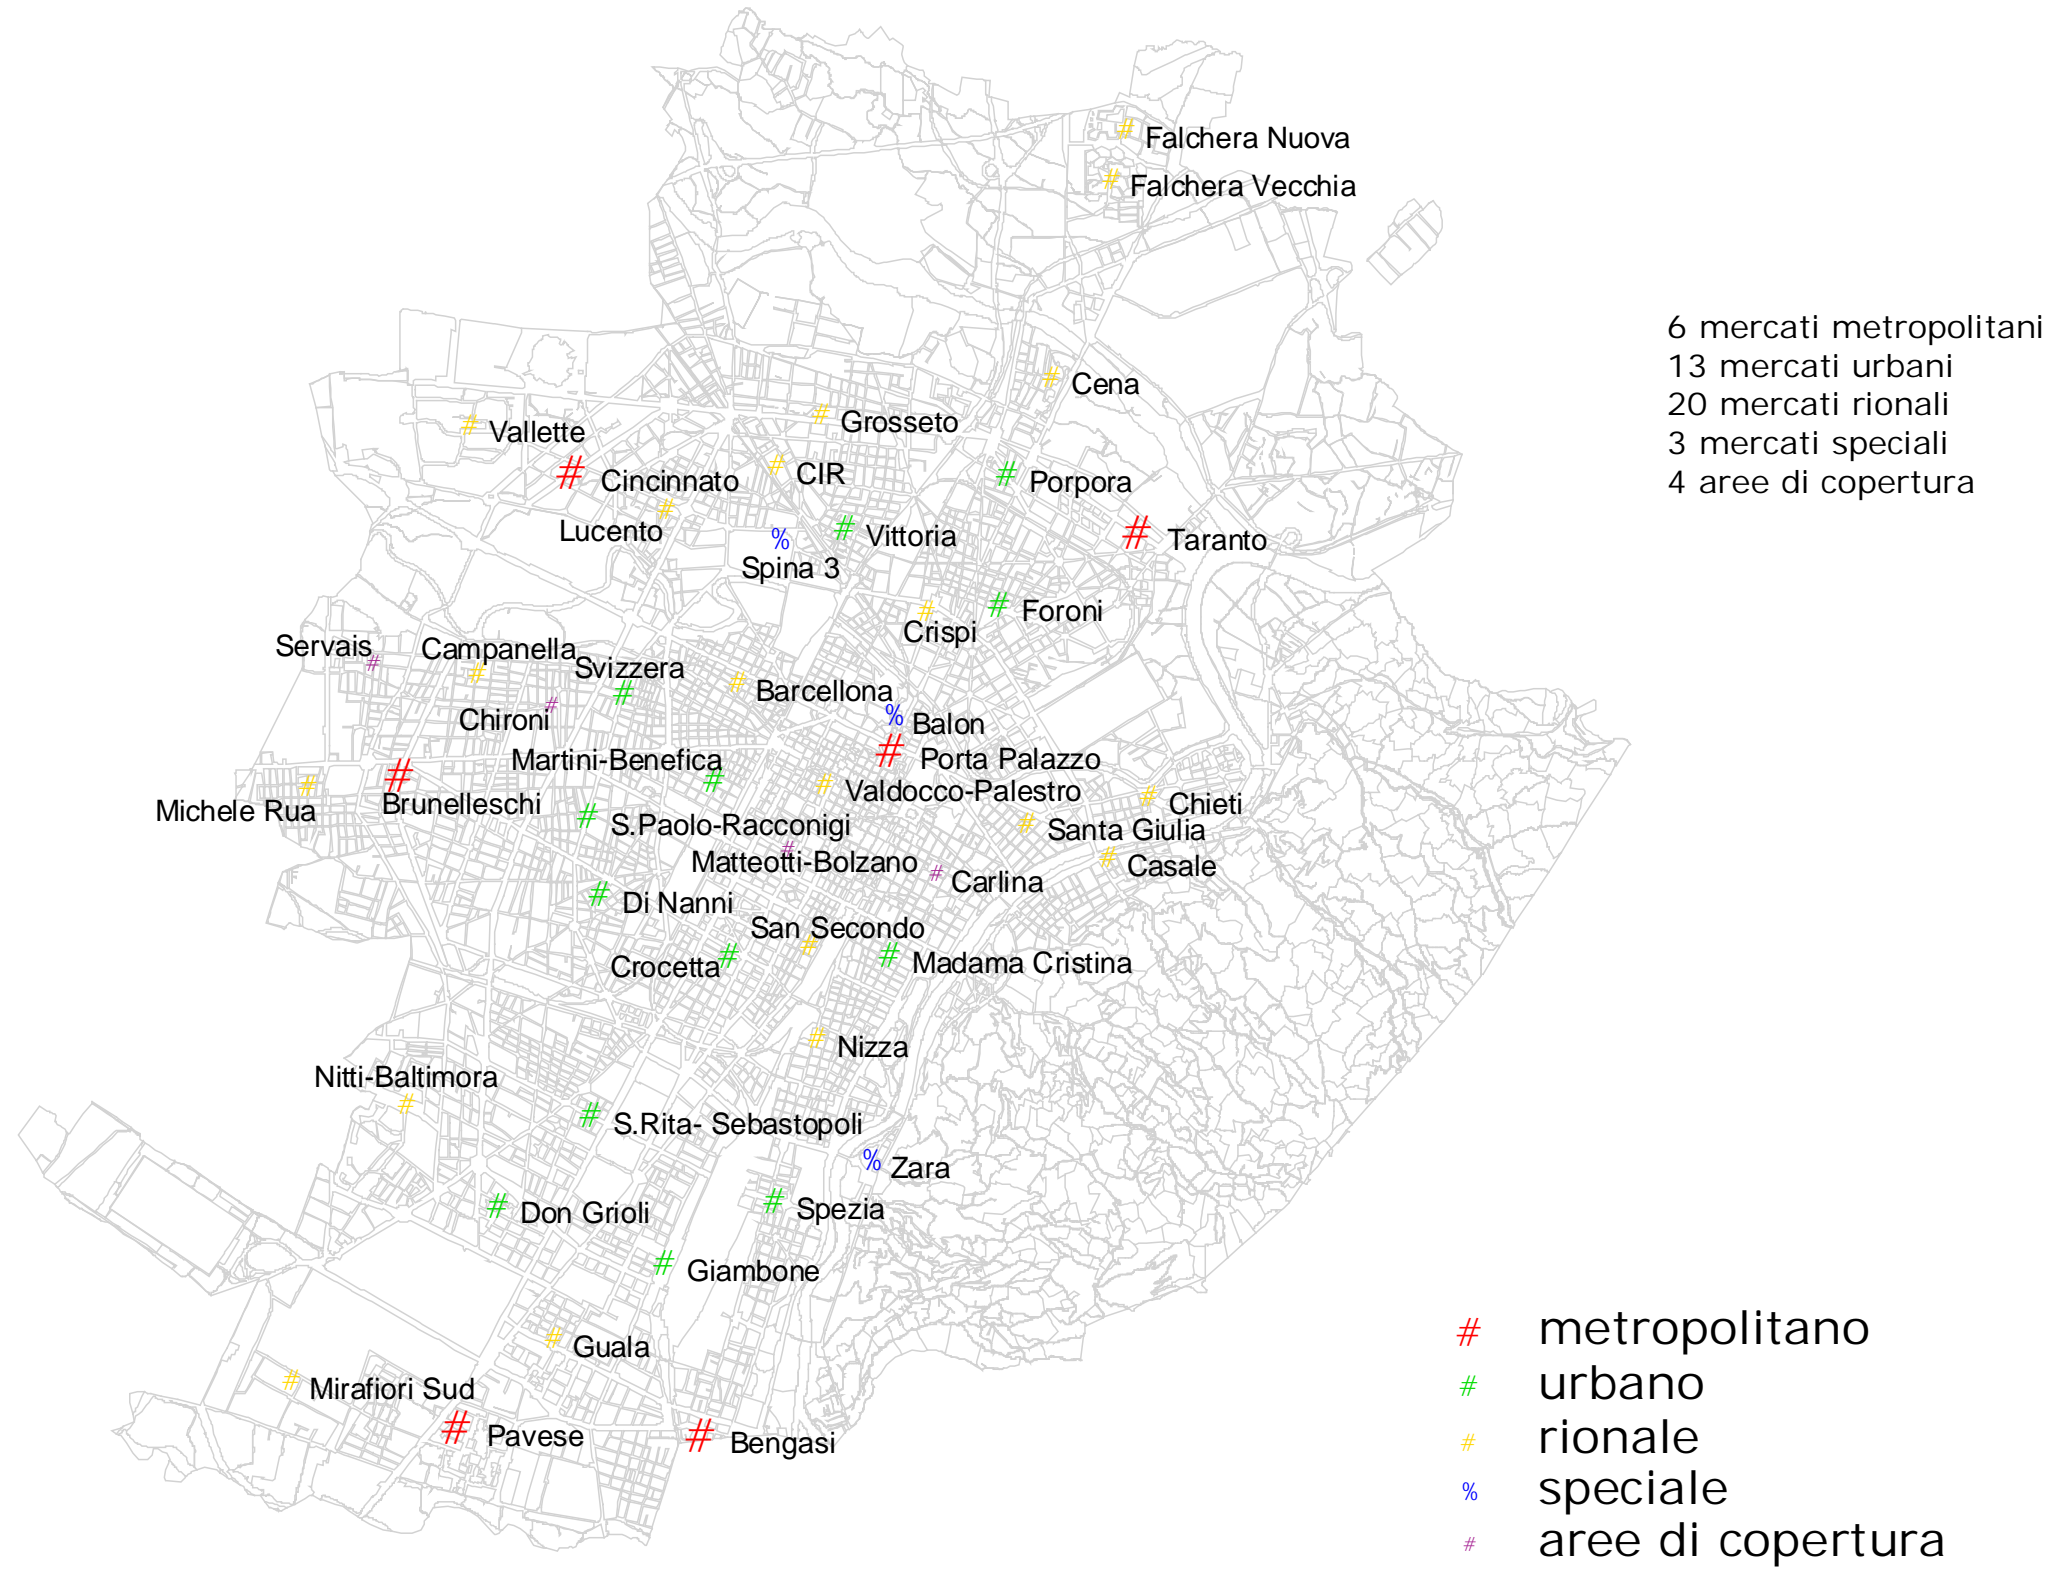 Falchera Nuova
Falchera Vecchia
6 mercati metropolitani
13 mercati urbani
20 mercati rionali
3 mercati speciali
4 aree di copertura
Cena
Grosseto
Vallette
CIR
Cincinnato
Porpora
Lucento
Vittoria
Taranto
Spina 3
Foroni
Crispi
Servais
Campanella
Svizzera
Barcellona
Chironi
Balon
Martini-Benefica
Porta Palazzo
Valdocco-Palestro
Brunelleschi
Chieti
Michele Rua
S.Paolo-Racconigi
Santa Giulia
Matteotti-Bolzano
Casale
Carlina
Di Nanni
San Secondo
Crocetta
Madama Cristina
Nizza
Nitti-Baltimora
S.Rita- Sebastopoli
Zara
Spezia
Don Grioli
Giambone
Guala
Mirafiori Sud
Pavese
Bengasi
# metropolitano
# urbano
# rionale
% speciale
# aree di copertura